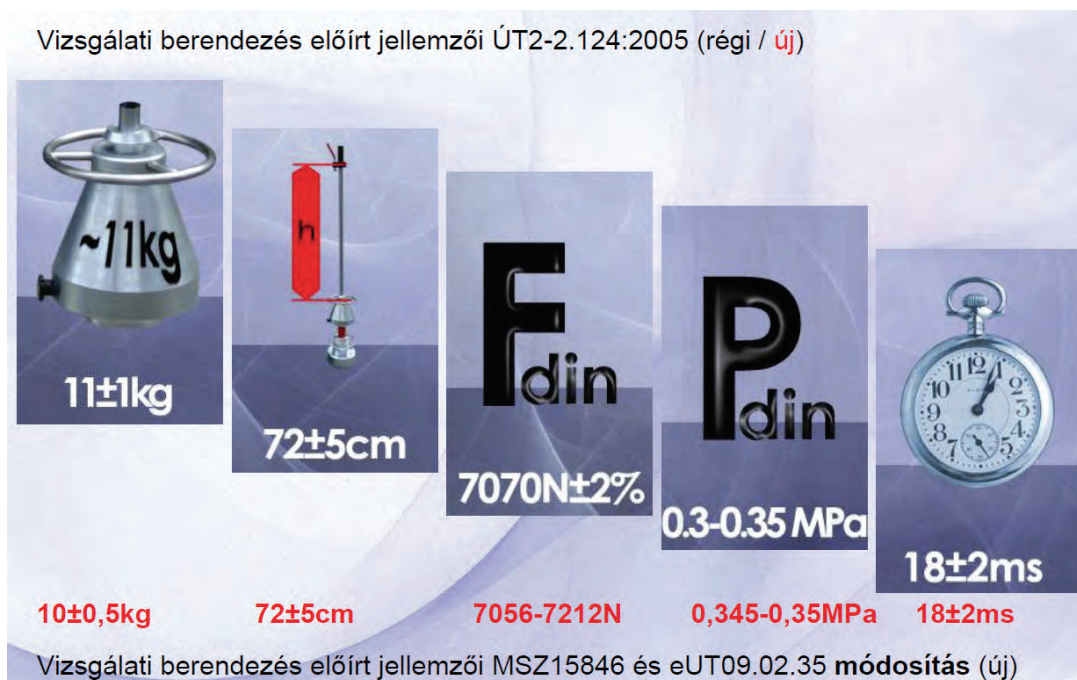 Vizsgálati berendezés előírt jellemzői ÚT2-2.124:2005 (régi / új)
~11kg
11±1kg
h
72±5cm
Fdin
7070N±2%
Pdin
0.3-0.35 MPa
18±2ms
10±0,5kg 72±5cm 7056-7212N 0,345-0,35MPa 18±2ms
Vizsgálati berendezés előírt jellemzői MSZ15846 és eUT09.02.35 módosítás (új)